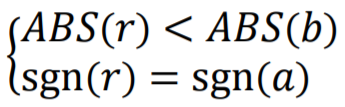 ABS(r) < ABS(b)
sgn(r) = sgn(a)